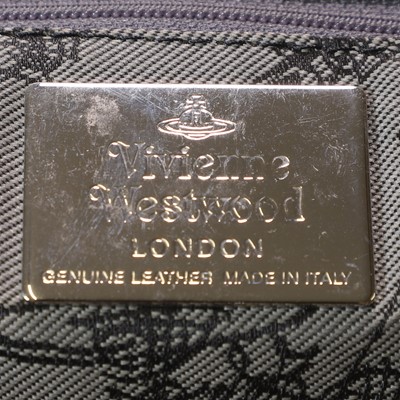 Vivienne
Westwood
LONDON
GENUINE LEATHER MADE IN ITALY